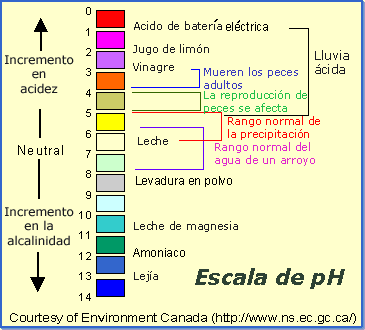 0
1
2
3
4
5
6
7
8
9
10
11
12
13
14
Incremento
en
acidez
Neutral
Incremento
en la
alcalinidad
Acido de batería eléctrica
Jugo de limón
Vinagre
Mueren los peces
adultos
Lluvia
ácida
La reproducción de
peces se afecta
Rango normal de
la precipitación
Leche
Rango normal del
agua de un arroyo
Levadura en polvo
Leche de magnesia
Amoniaco
Lejía
Escala de pH
Courtesy of Environment Canada (http://www.ns.ec.gc.ca/)